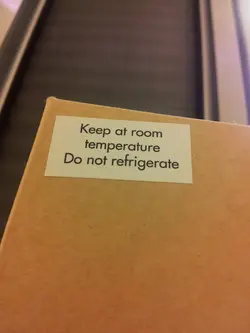 Keep at room
temperature
Do not refrigerate